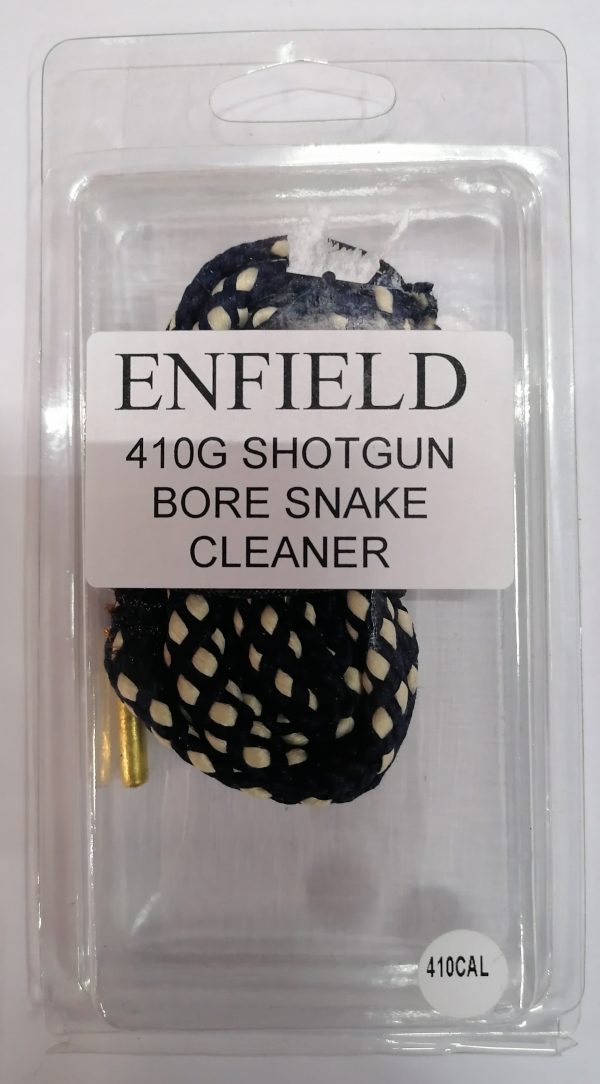 ENFIELD
410G SHOTGUN
BORE SNAKE
CLEANER
410CAL